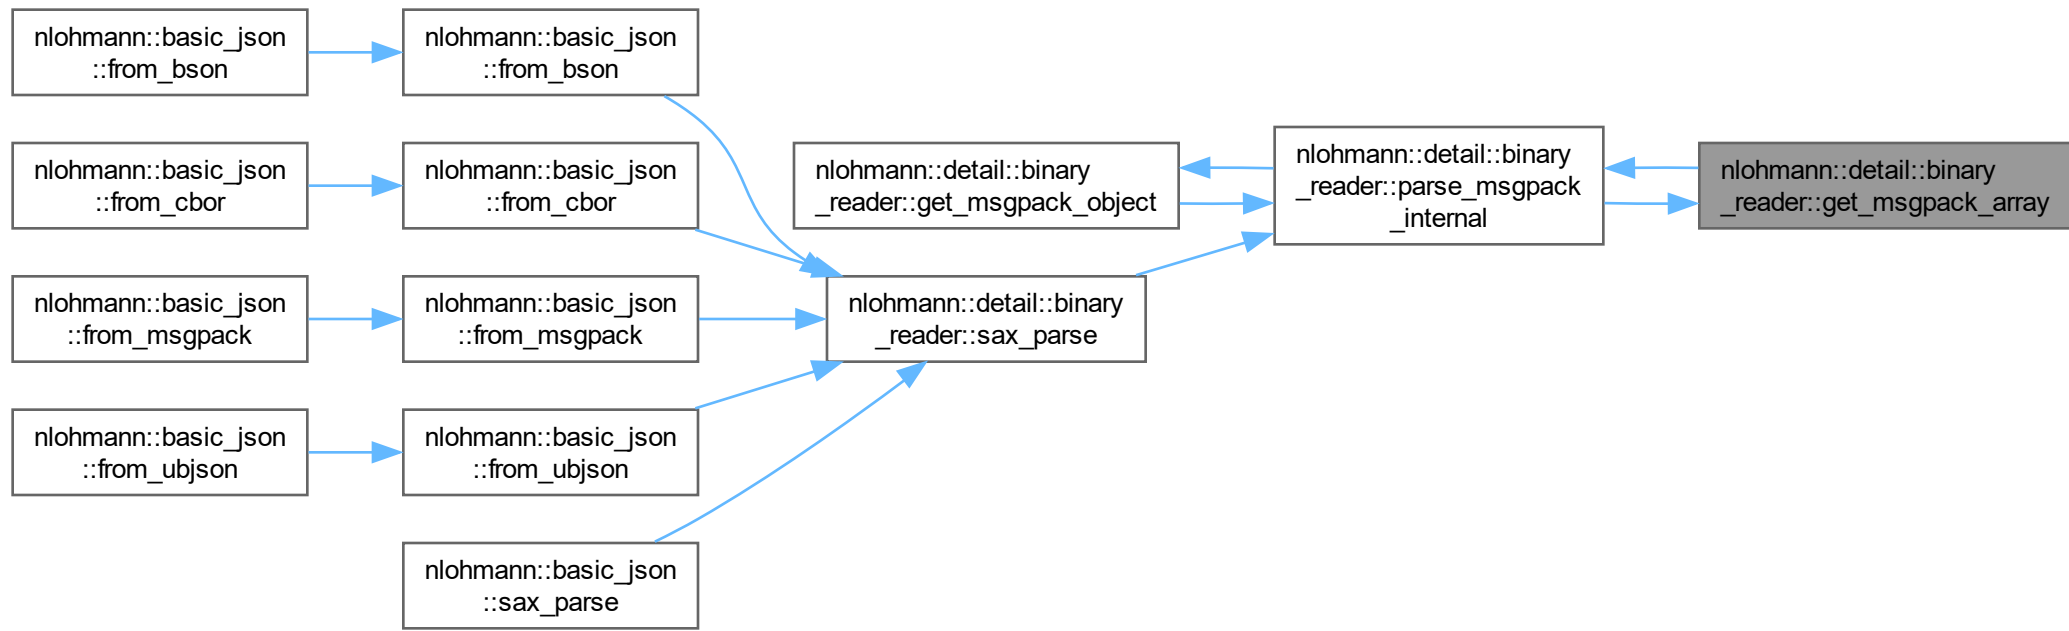 nlohmann::basic_json
::from_bson
nlohmann::basic_json
::from_bson
nlohmann::basic_json
::from_cbor
nlohmann::basic_json
::from_cbor
nlohmann::detail::binary
_reader::get_msgpack_object
nlohmann::detail::binary
_reader::parse_msgpack
_internal
nlohmann::detail::binary
_reader::get_msgpack_array
nlohmann::basic_json
::from_msgpack
nlohmann::basic_json
::from_msgpack
nlohmann::detail::binary
_reader::sax_parse
nlohmann::basic_json
::from_ubjson
nlohmann::basic_json
::from_ubjson
nlohmann::basic_json
::sax_parse